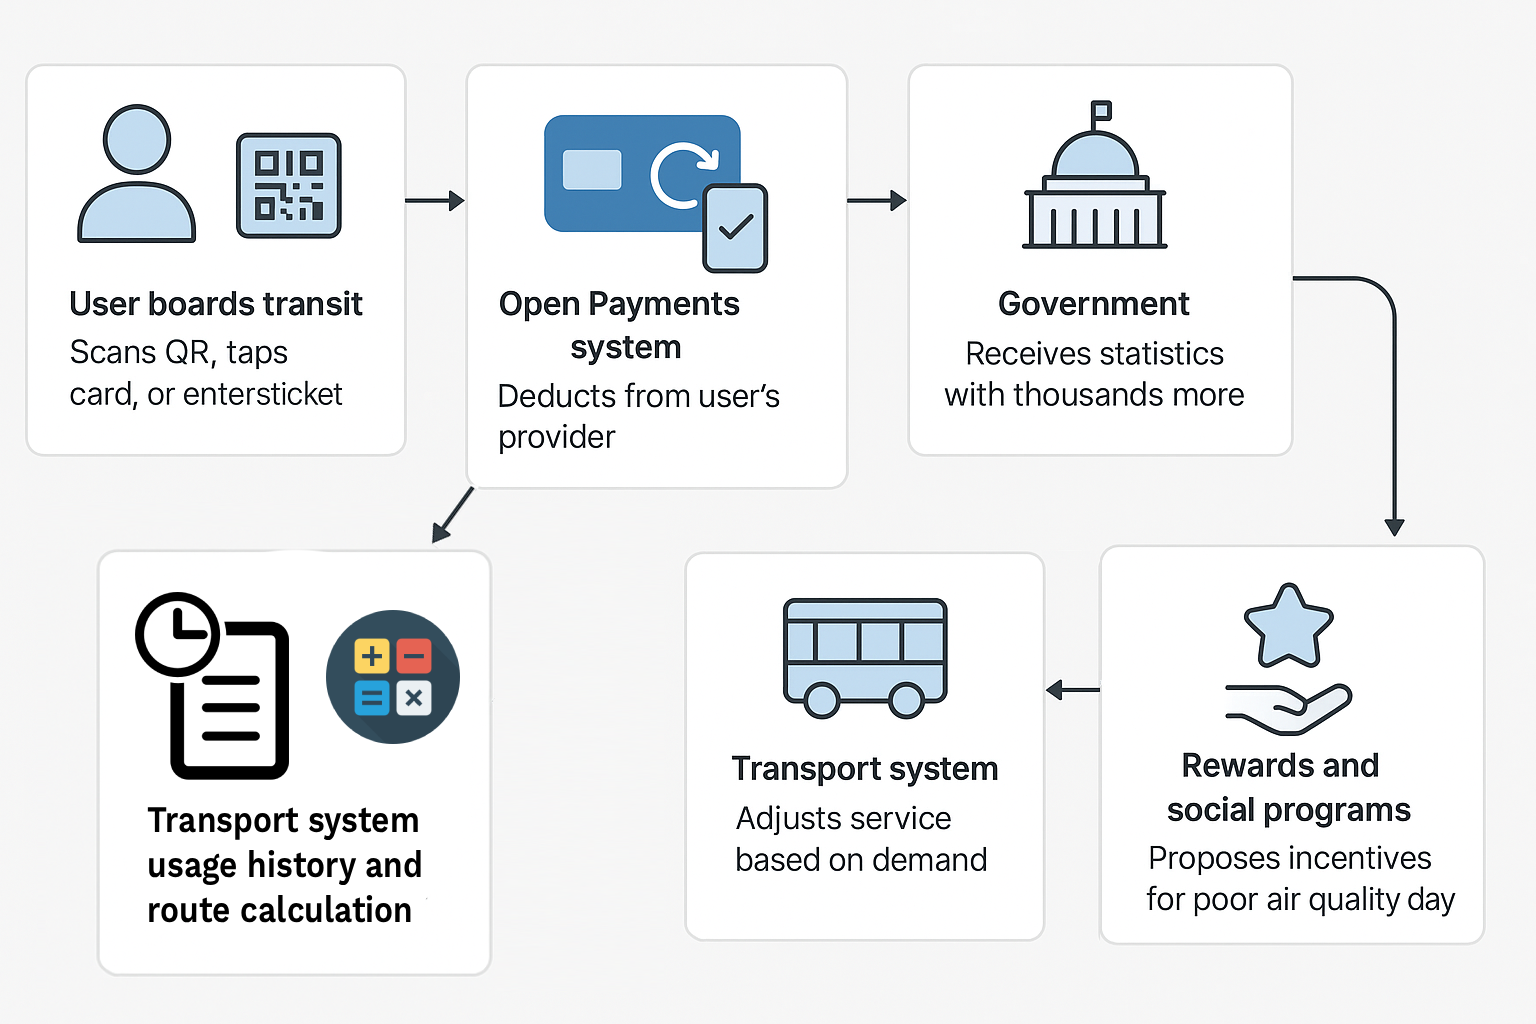 User boards transit
Scans QR, taps
card, or entersticket
Open Payments
system
Deducts from user's
provider
Government
Receives statistics
with thousands more
Transport system
usage history and
route calculation
Transport system
Adjusts service
based on demand
Rewards and
social programs
Proposes incentives
for poor air quality day